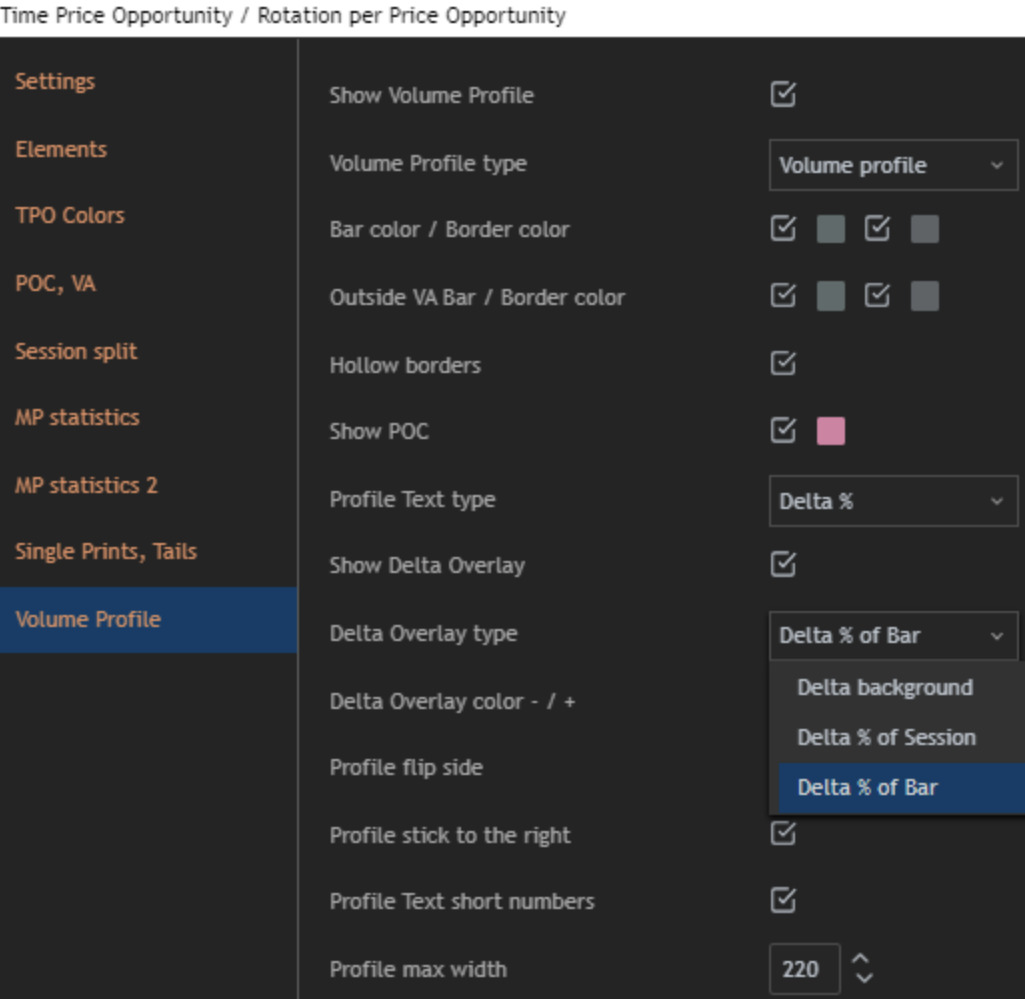 Time Price Opportunity / Rotation per Price Opportunity
Settings
Elements
TPO Colors
POC, VA
Session split
MP statistics
MP statistics 2
Single Prints, Tails
Volume Profile
Show Volume Profile
Volume Profile type
Volume profile
Bar color / Border color
Outside VA Bar / Border color
Hollow borders
Show POC
Profile Text type
Delta %
Show Delta Overlay
Delta Overlay type
Delta % of Bar
Delta background
Delta % of Session
Delta % of Bar
Delta Overlay color - / +
Profile flip side
Profile stick to the right
Profile Text short numbers
Profile max width
220